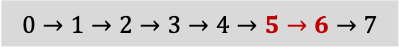 0 → 1 → 2 → 3 → 4 → 5 → 6 → 7